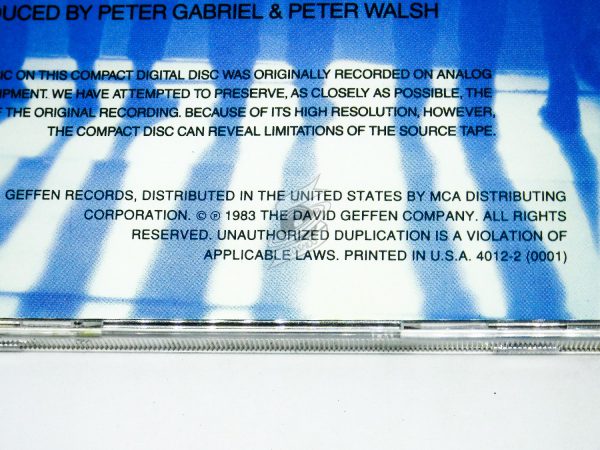 DUCED BY PETER GABRIEL & PETER WALSH
IC ON THIS COMPACT DIGITAL DISC WAS ORIGINALLY RECORDED ON ANALOG
IPMENT. WE HAVE ATTEMPTED TO PRESERVE, AS CLOSELY AS POSSIBLE, THE
OF THE ORIGINAL RECORDING. BECAUSE OF ITS HIGH RESOLUTION, HOWEVER,
THE COMPACT DISC CAN REVEAL LIMITATIONS OF THE SOURCE TAPE.
GEFFEN RECORDS, DISTRIBUTED IN THE UNITED STATES BY MCA DISTRIBUTING
CORPORATION. © ℗ 1983 THE DAVID GEFFEN COMPANY. ALL RIGHTS
RESERVED. UNAUTHORIZED DUPLICATION IS A VIOLATION OF
APPLICABLE LAWS. PRINTED IN U.S.A. 4012-2 (0001)